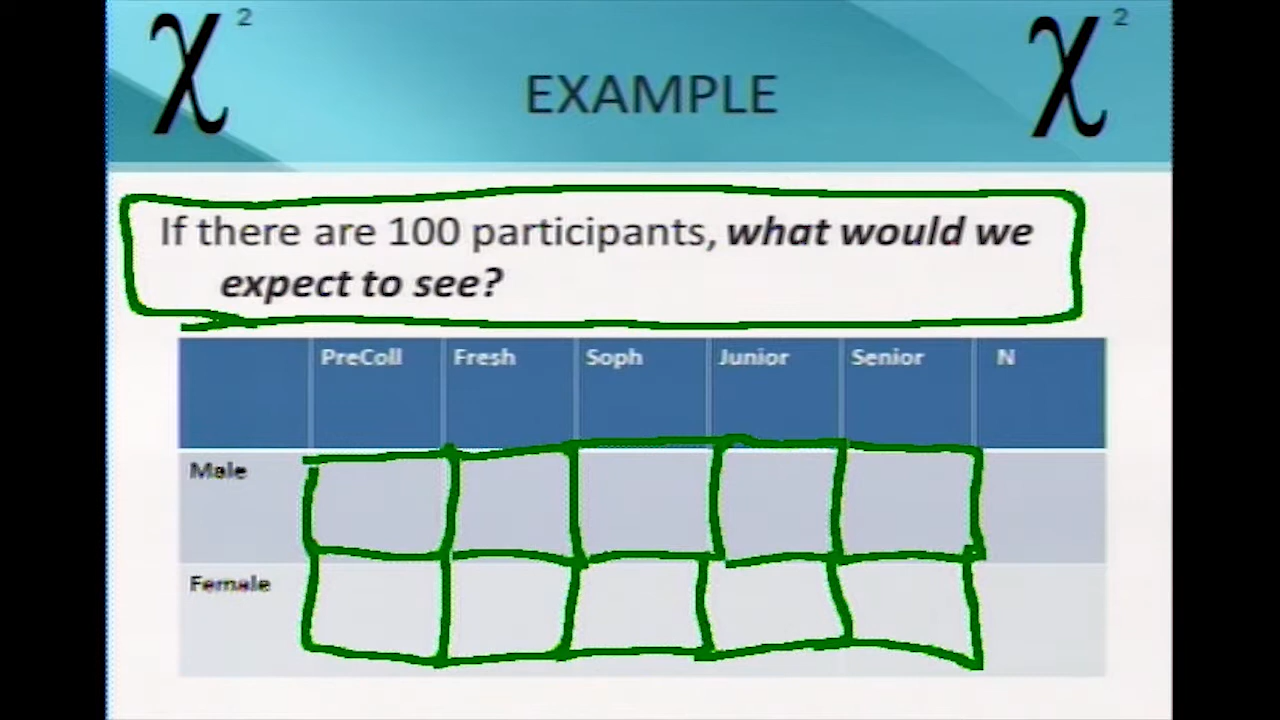 χ² EXAMPLE χ²
If there are 100 participants, what would we
expect to see?
PreColl Fresh Soph Junior Senior N
Male
Female